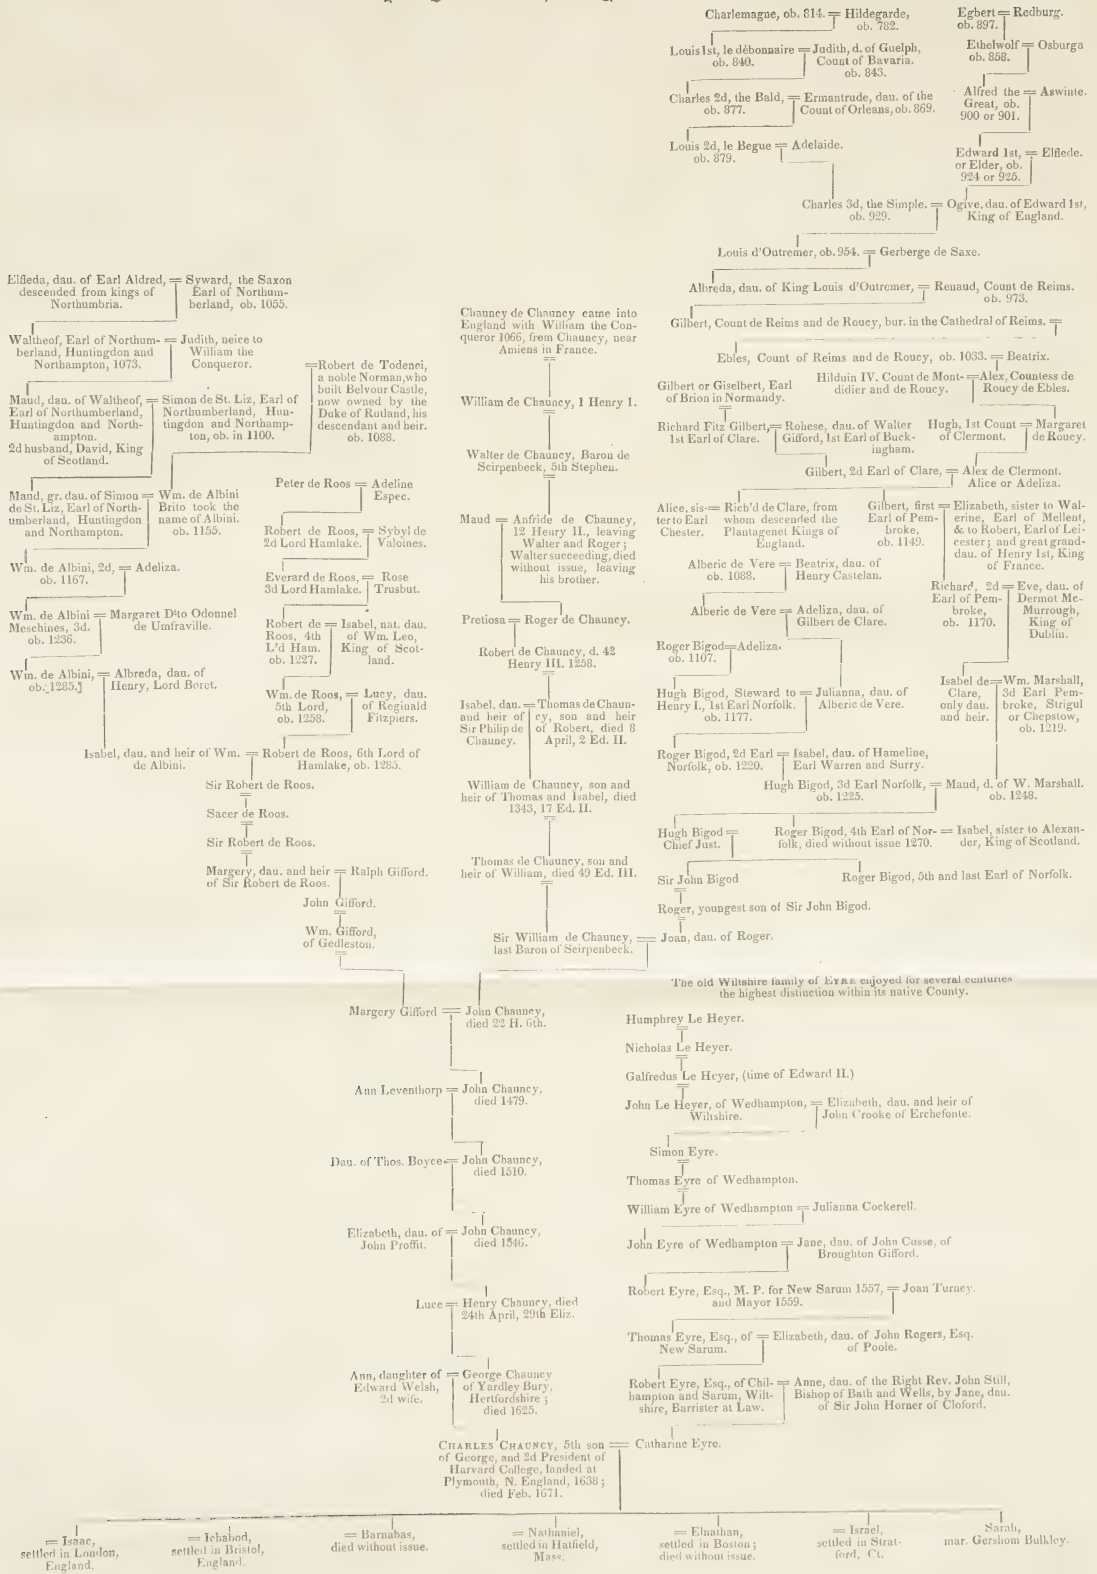 Charlemagne, ob. 814. = Hildegarde,
ob. 782.
Egbert = Redburg.
ob. 897.
Louis 1st, le débonnaire = Judith, d. of Guelph,
ob. 840. Count of Bavaria.
ob. 843.
Ethelwolf = Osburga
ob. 858.
Charles 2d, the Bald, = Ermantrude, dau. of the
ob. 877. Count of Orleans, ob. 869.
Alfred the = Aswinte.
Great, ob.
900 or 901.
Louis 2d, le Begue = Adelaide.
ob. 879.
Edward 1st, = Elflede.
or Elder, ob.
924 or 925.
Charles 3d, the Simple. = Ogive, dau. of Edward 1st,
ob. 929. King of England.
Louis d'Outremer, ob. 954. = Gerberge de Saxe.
Albreda, dau. of King Louis d'Outremer, = Renaud, Count de Reims.
ob. 973.
Gilbert, Count de Reims and de Roucy, bur. in the Cathedral of Reims. =
Ebles, Count of Reims and de Roucy, ob. 1033. = Beatrix.
Hilduin IV. Count de Mont- = Alex, Countess de
didier and de Roucy. Roucy de Ebles.
Gilbert or Giselbert, Earl
of Brion in Normandy.
Richard Fitz Gilbert, = Rohese, dau. of Walter
1st Earl of Clare. Gifford, 1st Earl of Buck-
ingham.
Hugh, 1st Count = Margaret
of Clermont. de Roucy.
Gilbert, 2d Earl of Clare, = Alex de Clermont.
Alice or Adeliza.
Alice, sis- = Rich'd de Clare, from
ter to Earl whom descended the
Chester. Plantagenet Kings of
England.
Gilbert, first = Elizabeth, sister to Wal-
Earl of Pem- erine, Earl of Mellent,
broke, & to Robert, Earl of Lei-
ob. 1149. cester; and great grand-
dau. of Henry 1st, King
of France.
Alberic de Vere = Beatrix, dau. of
ob. 1088. Henry Castelan.
Richard, 2d = Eve, dau. of
Earl of Pem- Dermot Mc-
broke, Murrough,
ob. 1170. King of
Dublin.
Alberic de Vere = Adeliza, dau. of
Gilbert de Clare.
Roger Bigod = Adeliza.
ob. 1107.
Hugh Bigod, Steward to = Julianna, dau. of
Henry I., 1st Earl Norfolk. Alberic de Vere.
ob. 1177.
Isabel de = Wm. Marshall,
Clare, 3d Earl Pem-
only dau. broke, Strigul
and heir. or Chepstow,
ob. 1219.
Roger Bigod, 2d Earl = Isabel, dau. of Hameline,
Norfolk, ob. 1220. Earl Warren and Surry.
Hugh Bigod, 3d Earl Norfolk, = Maud, d. of W. Marshall.
ob. 1225. ob. 1248.
Hugh Bigod =
Chief Just.
Roger Bigod, 4th Earl of Nor- = Isabel, sister to Alexan-
folk, died without issue 1270. der, King of Scotland.
Sir John Bigod
Roger Bigod, 5th and last Earl of Norfolk.
Roger, youngest son of Sir John Bigod.
Elfleda, dau. of Earl Aldred, = Syward, the Saxon
descended from kings of Earl of Northum-
Northumbria. berland, ob. 1055.
Waltheof, Earl of Northum- = Judith, neice to
berland, Huntingdon and William the
Northampton, 1073. Conqueror.
= Robert de Todenci,
a noble Norman, who
built Belvour Castle,
now owned by the
Duke of Rutland, his
descendant and heir.
ob. 1088.
Maud, dau. of Waltheof, = Simon de St. Liz, Earl of
Earl of Northumberland, Northumberland, Hun-
Huntingdon and North- tingdon and Northamp-
ampton. ton, ob. in 1100.
2d husband, David, King
of Scotland.
Maud, gr. dau. of Simon = Wm. de Albini
de St. Liz, Earl of North- Brito took the
umberland, Huntingdon name of Albini.
and Northampton. ob. 1155.
Wm. de Albini, 2d, = Adeliza.
ob. 1167.
Wm. de Albini = Margaret D'to Odonnel
Meschines, 3d. de Umfraville.
ob. 1236.
Wm. de Albini, = Albreda, dau. of
ob. 1285. Henry, Lord Boret.
Peter de Roos = Adeline
Espec.
Robert de Roos, = Sybyl de
2d Lord Hamlake. Valoines.
Everard de Roos, = Rose
3d Lord Hamlake. Trusbut.
Robert de = Isabel, nat. dau.
Roos, 4th of Wm. Leo,
L'd Ham. King of Scot-
ob. 1227. land.
Wm. de Roos, = Lucy, dau.
5th Lord, of Reginald
ob. 1258. Fitzpiers.
Isabel, dau. and heir of Wm. = Robert de Roos, 6th Lord of
de Albini. Hamlake, ob. 1285.
Sir Robert de Roos.
=
Sacer de Roos.
=
Sir Robert de Roos.
=
Margery, dau. and heir = Ralph Gifford.
of Sir Robert de Roos.
John Gifford.
=
Wm. Gifford,
of Gedleston.
=
Chauncy de Chauncy came into
England with William the Con-
queror 1066, from Chauncy, near
Amiens in France.
=
William de Chauncy, 1 Henry 1.
=
Walter de Chauncy, Baron de
Scirpenbeck, 5th Stephen.
=
Maud = Anfride de Chauncy,
12 Henry II., leaving
Walter and Roger;
Walter succeeding, died
without issue, leaving
his brother.
Pretiosa = Roger de Chauncy.
Robert de Chauncy, d. 42
Henry III. 1258.
=
Isabel, dau. = Thomas de Chaun-
and heir of cy, son and heir
Sir Philip de of Robert, died 8
Chauncy. April, 2 Ed. II.
William de Chauncy, son and
heir of Thomas and Isabel, died
1343, 17 Ed. II.
=
Thomas de Chauncy, son and
heir of William, died 49 Ed. III.
=
Sir William de Chauncy, = Joan, dau. of Roger.
last Baron of Scirpenbeck.
Margery Gifford = John Chauncy,
died 22 H. 6th.
Ann Leventhorp = John Chauncy,
died 1479.
Dau. of Thos. Boyce = John Chauncy,
died 1510.
Elizabeth, dau. of = John Chauncy,
John Proffit. died 1546.
Luce = Henry Chauncy, died
24th April, 29th Eliz.
Ann, daughter of = George Chauncy
Edward Welsh, of Yardley Bury,
2d wife. Hertfordshire;
died 1625.
The old Wiltshire family of EYRE enjoyed for several centuries
the highest distinction within its native County.
Humphrey Le Heyer.
=
Nicholas Le Heyer.
=
Galfredus Le Heyer, (time of Edward II.)
=
John Le Heyer, of Wedhampton, = Elizabeth, dau. and heir of
Wiltshire. John Crooke of Erchefonte.
Simon Eyre.
=
Thomas Eyre of Wedhampton.
=
William Eyre of Wedhampton = Julianna Cockerell.
John Eyre of Wedhampton = Jane, dau. of John Cusse, of
Broughton Gifford.
Robert Eyre, Esq., M. P. for New Sarum 1557, = Joan Turney.
and Mayor 1559.
Thomas Eyre, Esq., of = Elizabeth, dau. of John Rogers, Esq.
New Sarum. of Poole.
Robert Eyre, Esq., of Chil- = Anne, dau. of the Right Rev. John Still,
hampton and Sarum, Wilt- Bishop of Bath and Wells, by Jane, dau.
shire, Barrister at Law. of Sir John Horner of Cloford.
CHARLES CHAUNCY, 5th son = Catharine Eyre.
of George, and 2d President of
Harvard College, landed at
Plymouth, N. England, 1638;
died Feb. 1671.
= Isaac,
settled in London,
England.
= Ichabod,
settled in Bristol,
England.
= Barnabas,
died without issue.
= Nathaniel,
settled in Hatfield,
Mass.
= Elnathan,
settled in Boston;
died without issue.
= Israel,
settled in Strat-
ford, Ct.
Sarah,
mar. Gershom Bulkley.